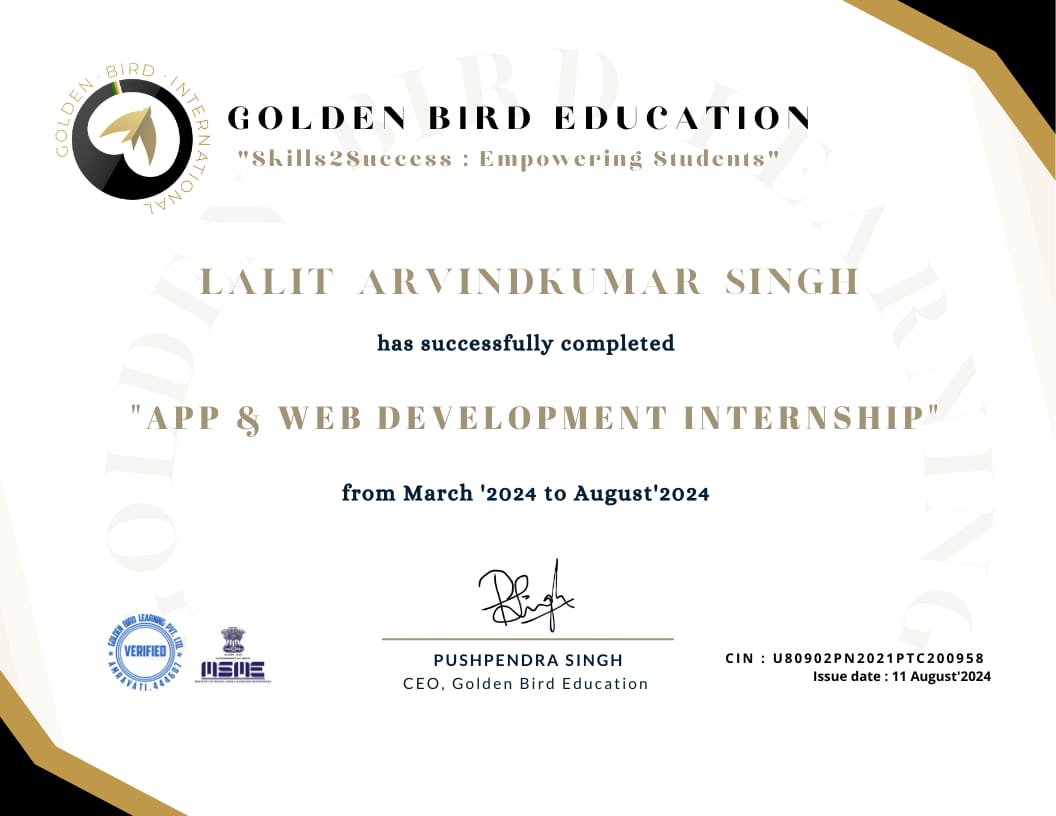 GOLDEN · BIRD · INTERNATIONAL
GOLDEN BIRD EDUCATION
"Skills2Success : Empowering Students"
GOLDEN BIRD LEARNING
LALIT ARVINDKUMAR SINGH
has successfully completed
"APP & WEB DEVELOPMENT INTERNSHIP"
from March '2024 to August'2024
PSingh
GOLDEN BIRD LEARNING PVT. LTD.
VERIFIED
AMRAVATI.444607
MSME
PUSHPENDRA SINGH
CEO, Golden Bird Education
CIN : U80902PN2021PTC200958
Issue date : 11 August'2024